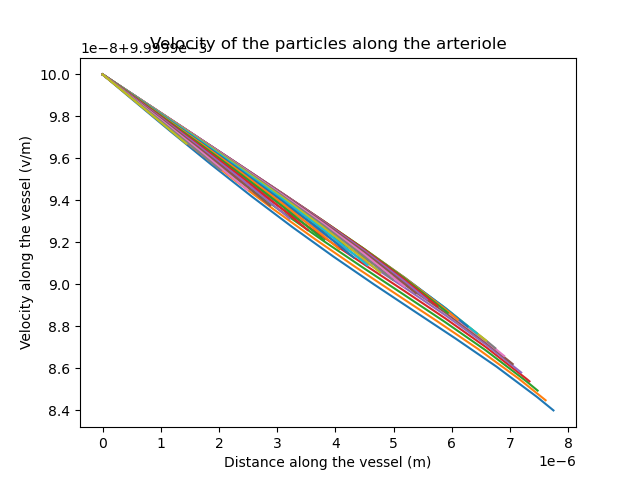 Velocity of the particles along the arteriole
1e−8+9.9999e−3
10.0
9.8
9.6
9.4
9.2
9.0
8.8
8.6
8.4
Velocity along the vessel (v/m)
0 1 2 3 4 5 6 7 8
1e−6
Distance along the vessel (m)